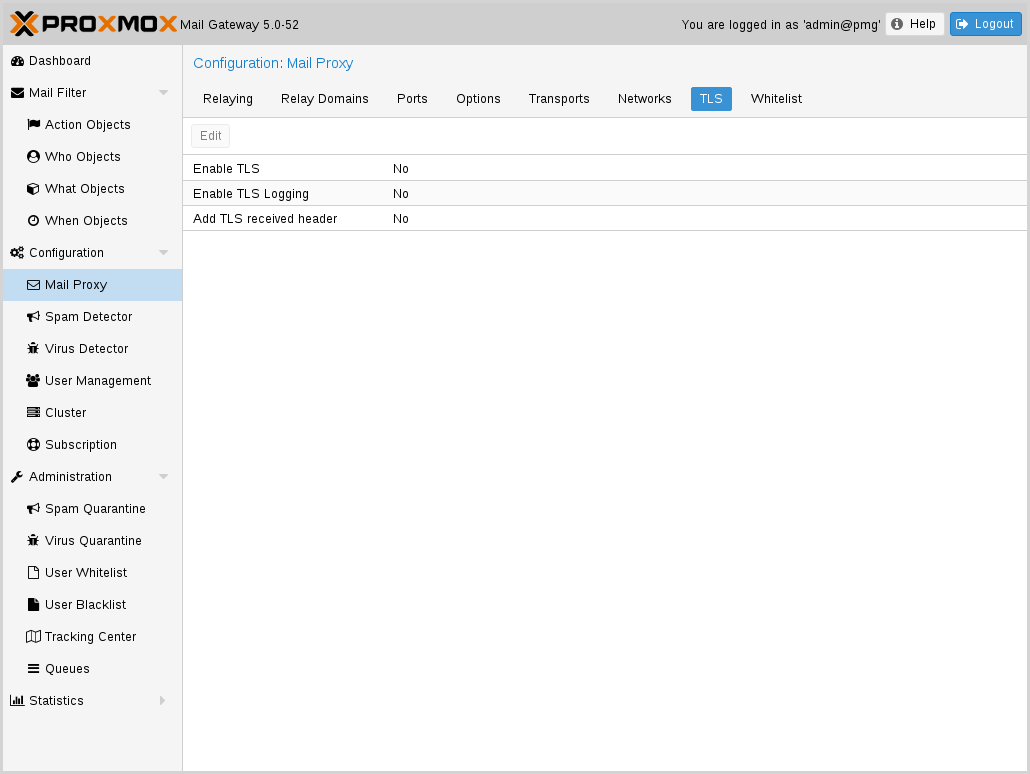 PROXMOX Mail Gateway 5.0-52 You are logged in as 'admin@pmg' Help Logout
Dashboard
Mail Filter
Action Objects
Who Objects
What Objects
When Objects
Configuration
Mail Proxy
Spam Detector
Virus Detector
User Management
Cluster
Subscription
Administration
Spam Quarantine
Virus Quarantine
User Whitelist
User Blacklist
Tracking Center
Queues
Statistics
Configuration: Mail Proxy
Relaying Relay Domains Ports Options Transports Networks TLS Whitelist
Edit
Enable TLS No
Enable TLS Logging No
Add TLS received header No